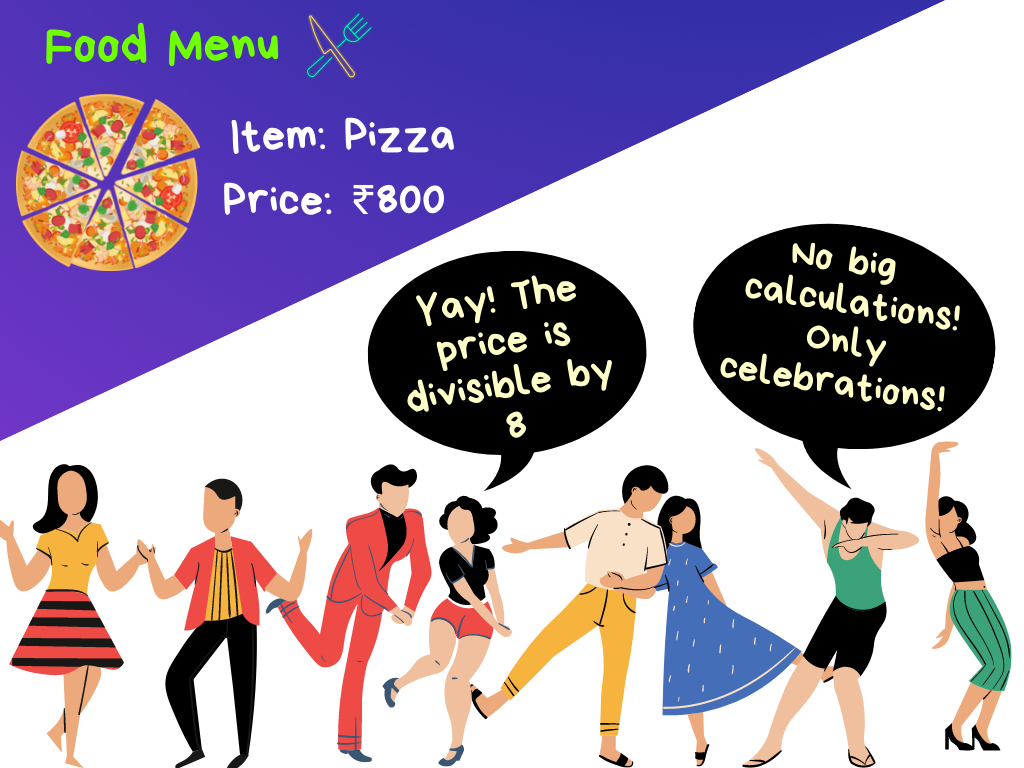 Food Menu
Item: Pizza
Price: ₹800
Yay! The
price is
divisible by
8
No big
calculations!
Only
celebrations!